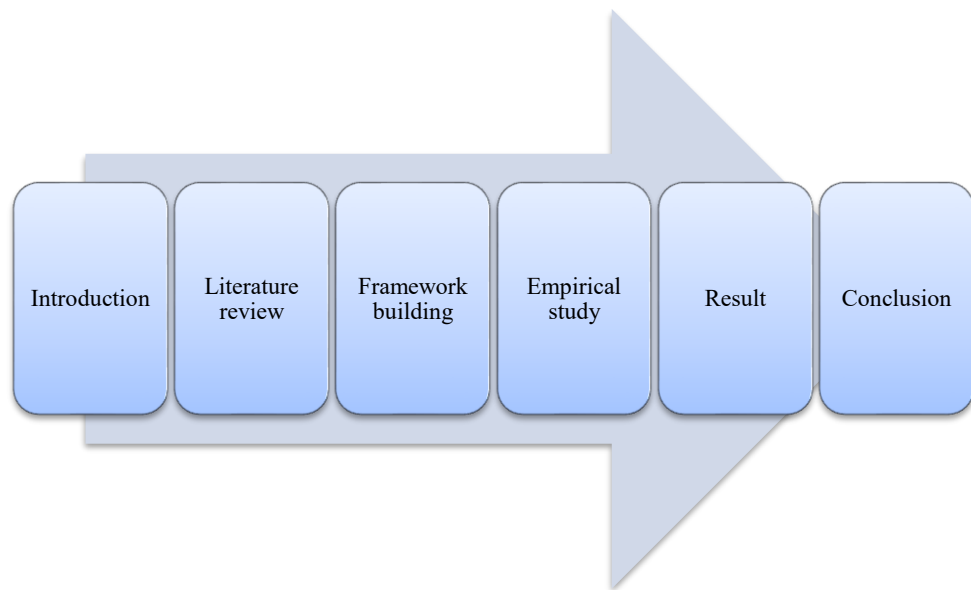 Introduction
Literature
review
Framework
building
Empirical
study
Result
Conclusion